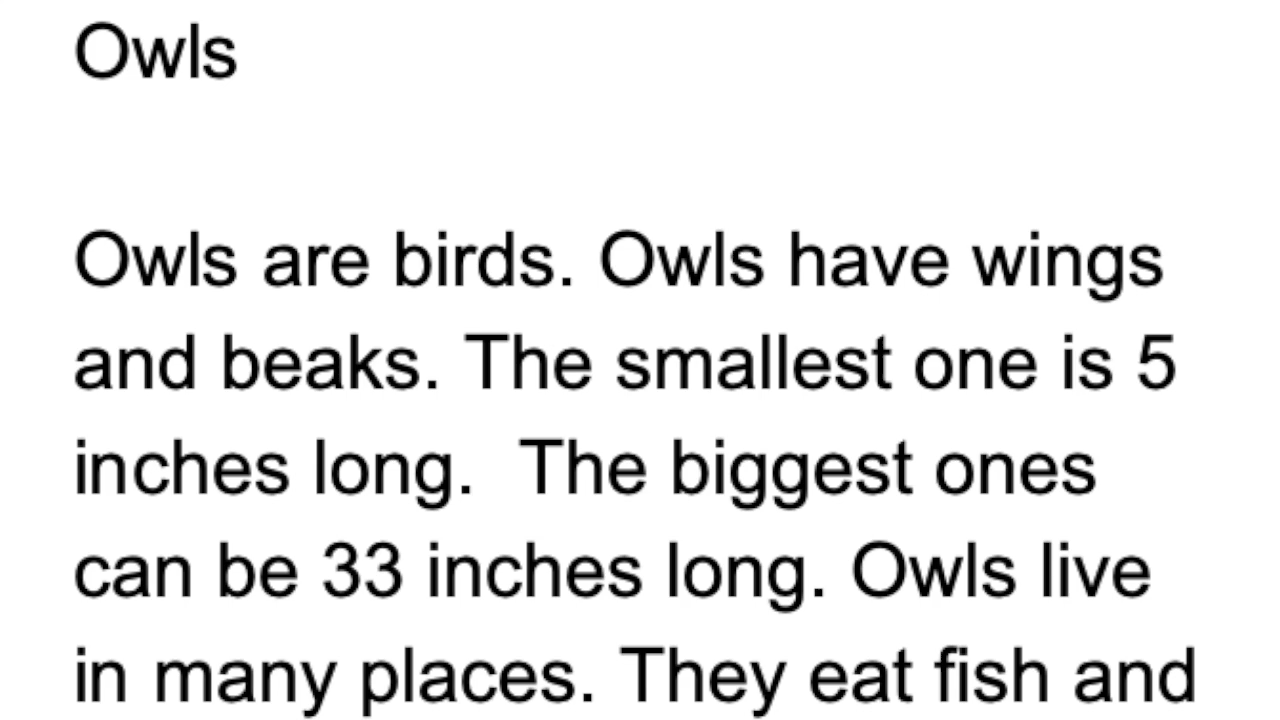 Owls
Owls are birds. Owls have wings
and beaks. The smallest one is 5
inches long.  The biggest ones
can be 33 inches long. Owls live
in many places. They eat fish and